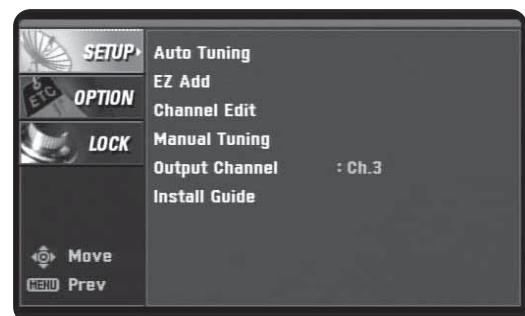 SETUP
OPTION
ETC
LOCK
Auto Tuning
EZ Add
Channel Edit
Manual Tuning
Output Channel : Ch.3
Install Guide
Move
MENU Prev